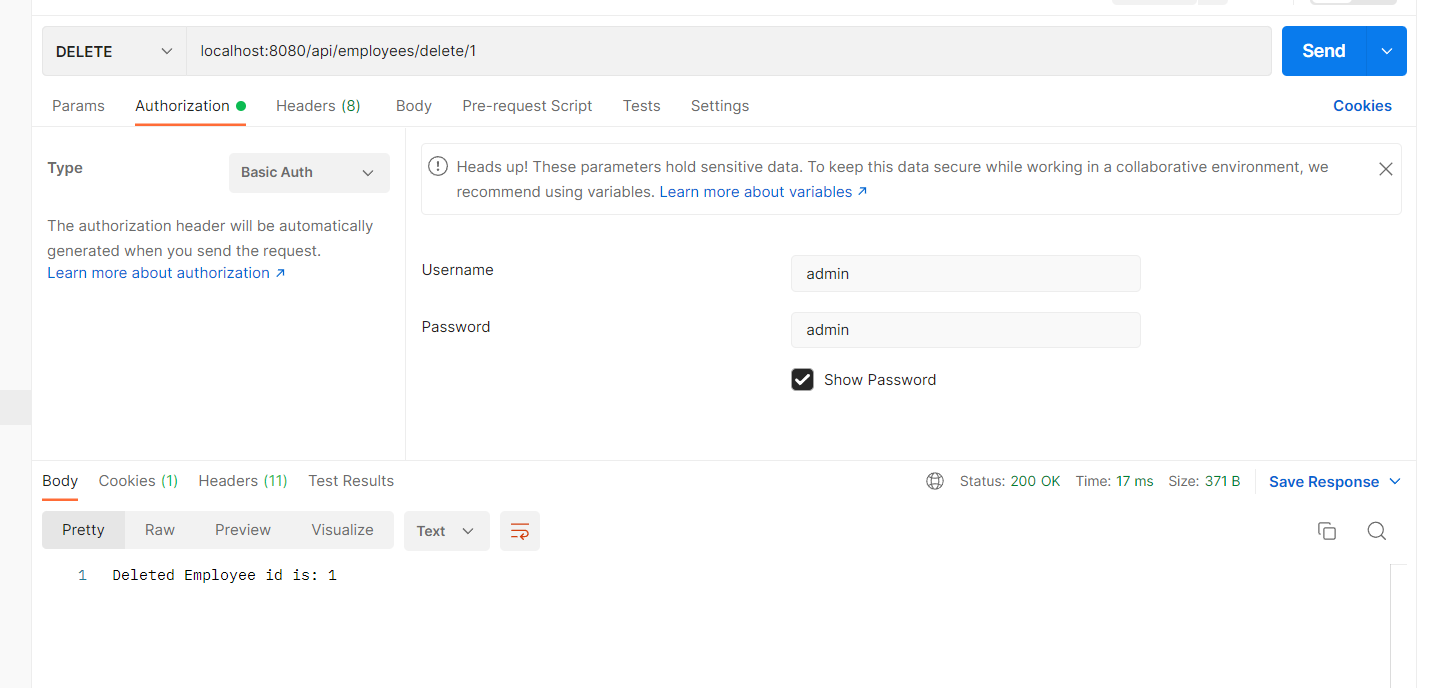 DELETE
localhost:8080/api/employees/delete/1
Send
Params
Authorization
Headers (8)
Body
Pre-request Script
Tests
Settings
Cookies
Type
Basic Auth
The authorization header will be automatically
generated when you send the request.
Learn more about authorization ↗
Heads up! These parameters hold sensitive data. To keep this data secure while working in a collaborative environment, we
recommend using variables. Learn more about variables ↗
Username
admin
Password
admin
Show Password
Body
Cookies (1)
Headers (11)
Test Results
Status: 200 OK
Time: 17 ms
Size: 371 B
Save Response
Pretty
Raw
Preview
Visualize
Text
1 Deleted Employee id is: 1